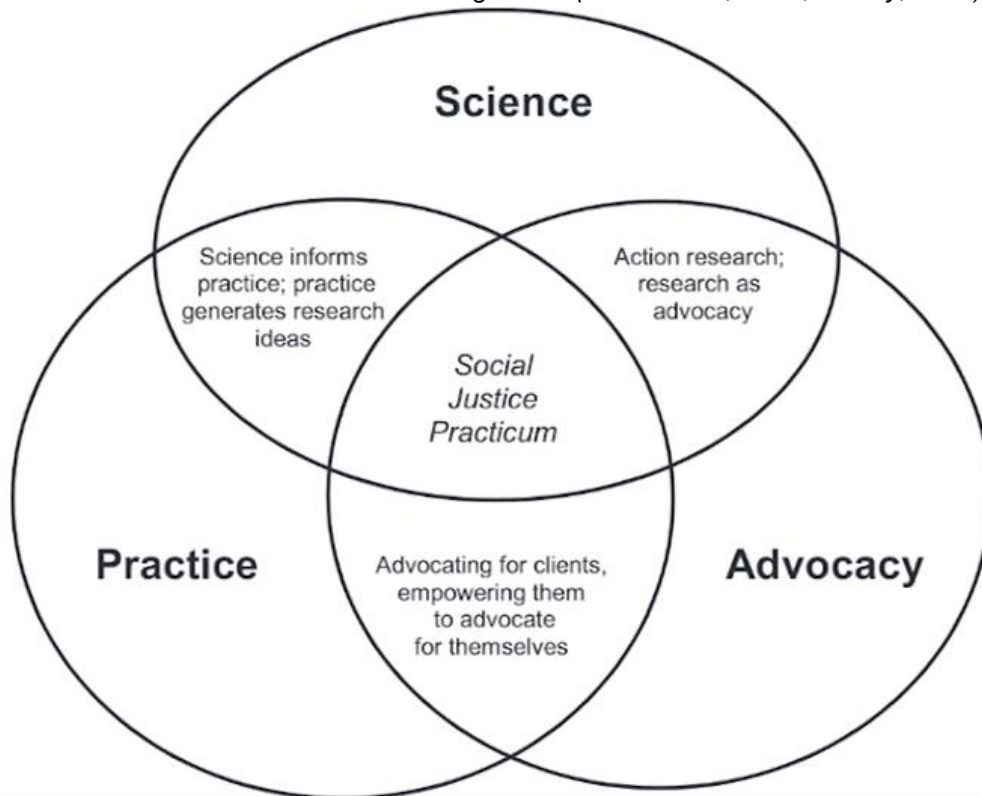 Science
Science informs
practice; practice
generates research
ideas
Action research;
research as
advocacy
Social
Justice
Practicum
Practice
Advocacy
Advocating for clients,
empowering them
to advocate
for themselves